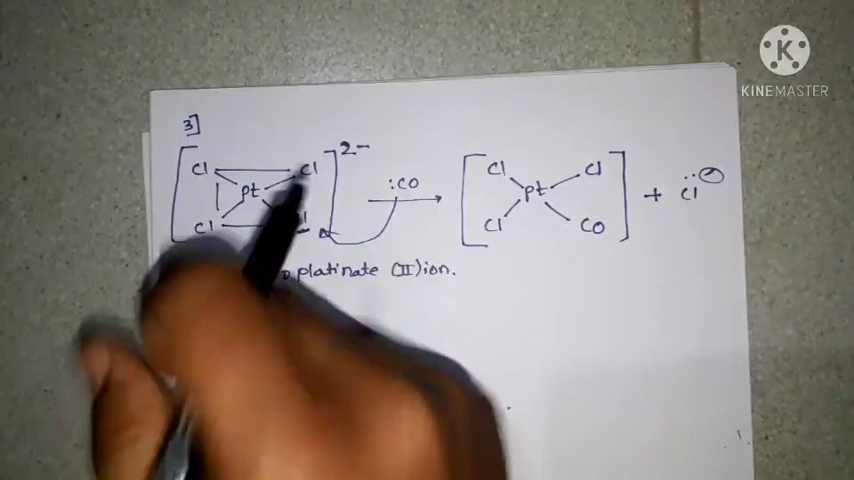 3]
[Cl Cl Pt Cl l]2- :CO → [Cl Cl Pt Cl CO] + :Cl⊖
platinate (II) ion.
K
KINEMASTER